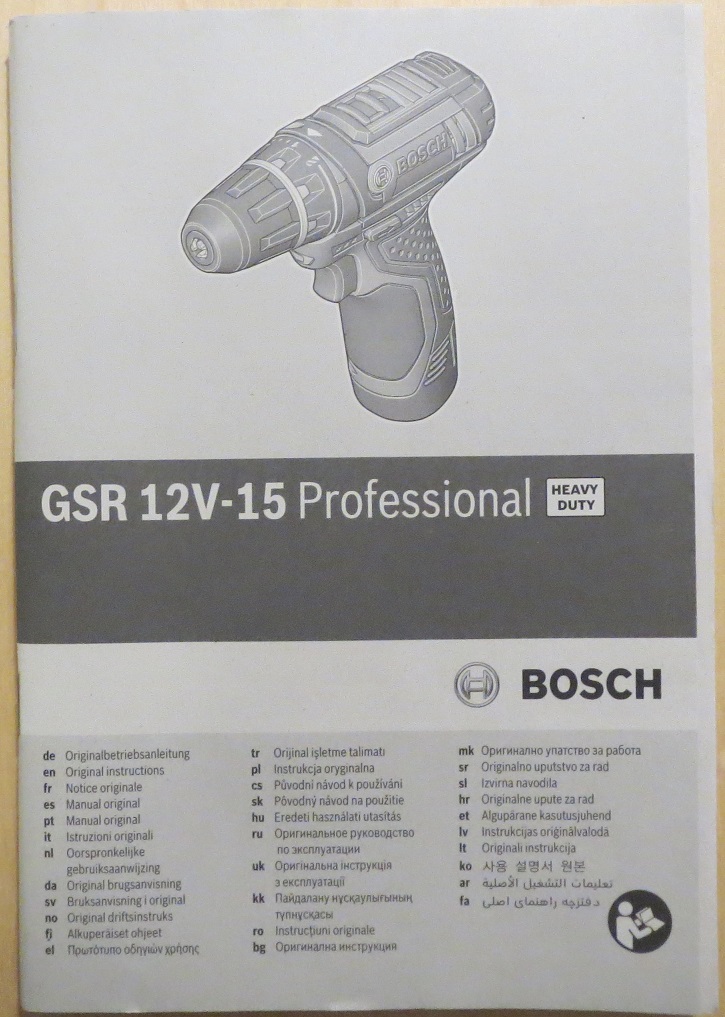 BOSCH
GSR 12V-15 Professional
HEAVY
DUTY
BOSCH
de Originalbetriebsanleitung
en Original instructions
fr Notice originale
es Manual original
pt Manual original
it Istruzioni originali
nl Oorspronkelijke
gebruiksaanwijzing
da Original brugsanvisning
sv Bruksanvisning i original
no Original driftsinstruks
fi Alkuperäiset ohjeet
el Πρωτότυπο οδηγιών χρήσης
tr Orijinal işletme talimatı
pl Instrukcja oryginalna
cs Původní návod k používání
sk Pôvodný návod na použitie
hu Eredeti használati utasítás
ru Оригинальное руководство
по эксплуатации
uk Оригінальна інструкція
з експлуатації
kk Пайдалану нұсқаулығының
түпнұсқасы
ro Instrucțiuni originale
bg Оригинална инструкция
mk Оригинално упатство за работа
sr Originalno uputstvo za rad
sl Izvirna navodila
hr Originalne upute za rad
et Algupärane kasutusjuhend
lv Instrukcijas oriģinālvalodā
lt Originali instrukcija
ko 사용 설명서 원본
ar تعليمات التشغيل الأصلية
fa دفترچه راهنمای اصلی